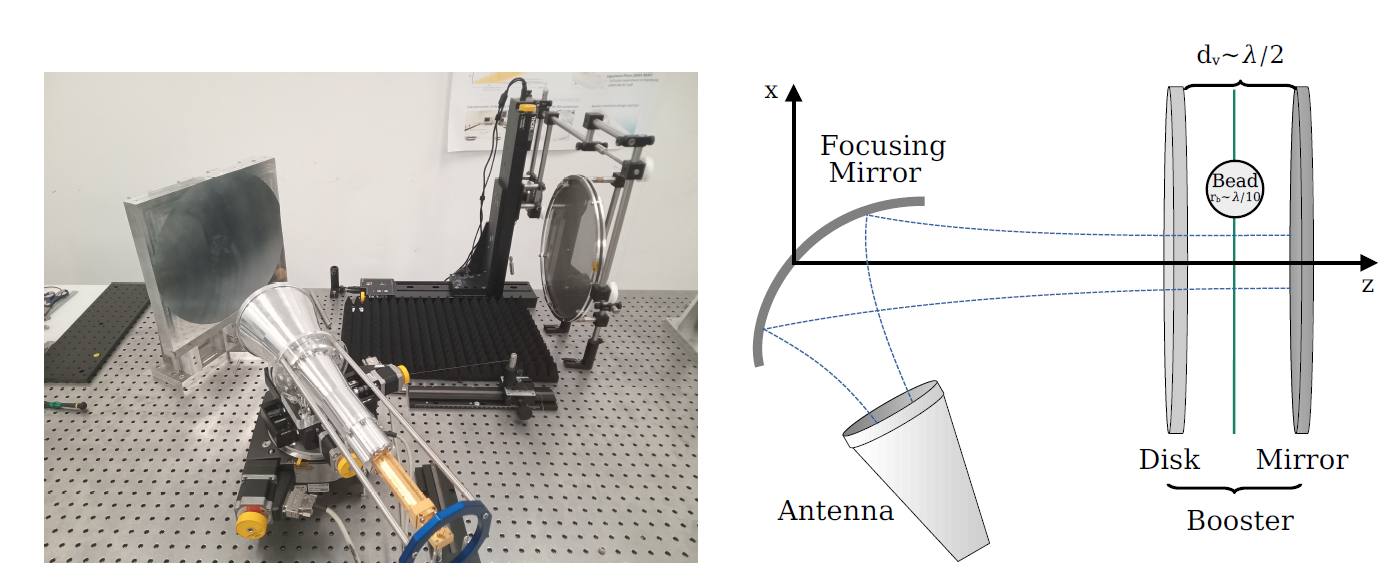 dᵥ~λ/2
x
Focusing
Mirror
Bead
r_b~λ/10
z
Disk
Mirror
Antenna
Booster